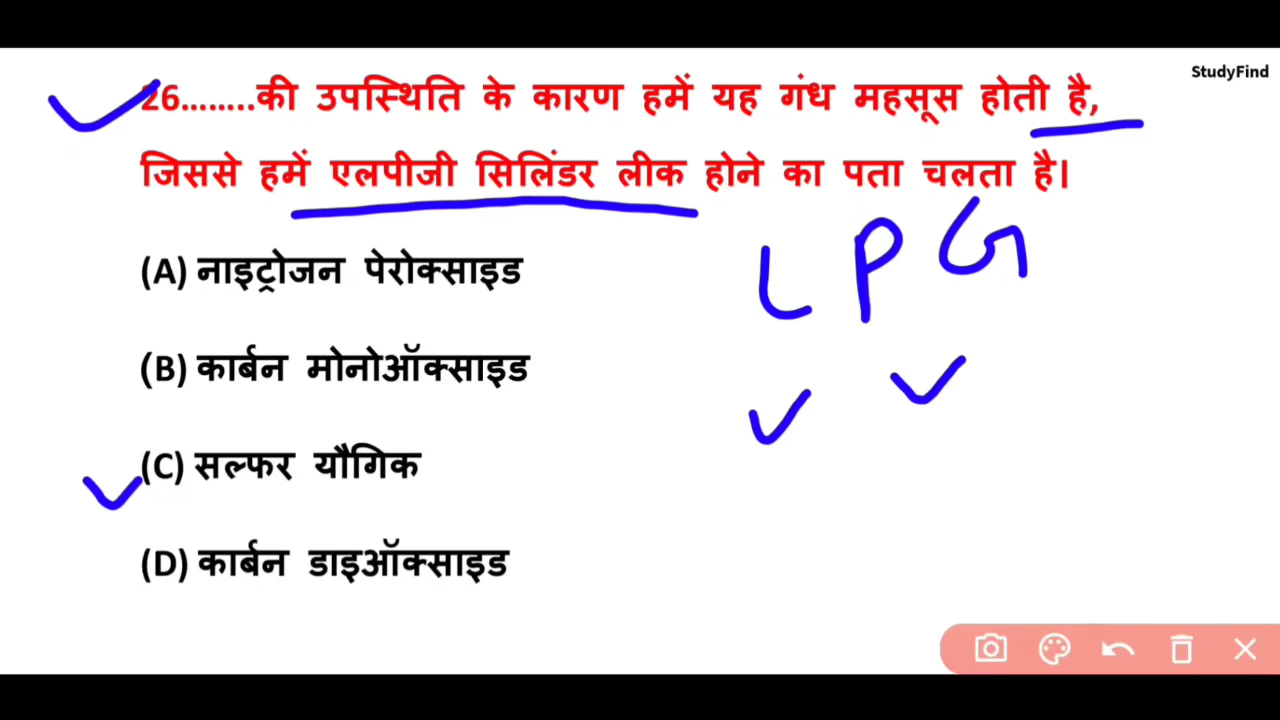 StudyFind
26........की उपस्थिति के कारण हमें यह गंध महसूस होती है,
जिससे हमें एलपीजी सिलिंडर लीक होने का पता चलता है।
LPG
(A) नाइट्रोजन पेरोक्साइड
(B) कार्बन मोनोऑक्साइड
(C) सल्फर यौगिक
(D) कार्बन डाइऑक्साइड